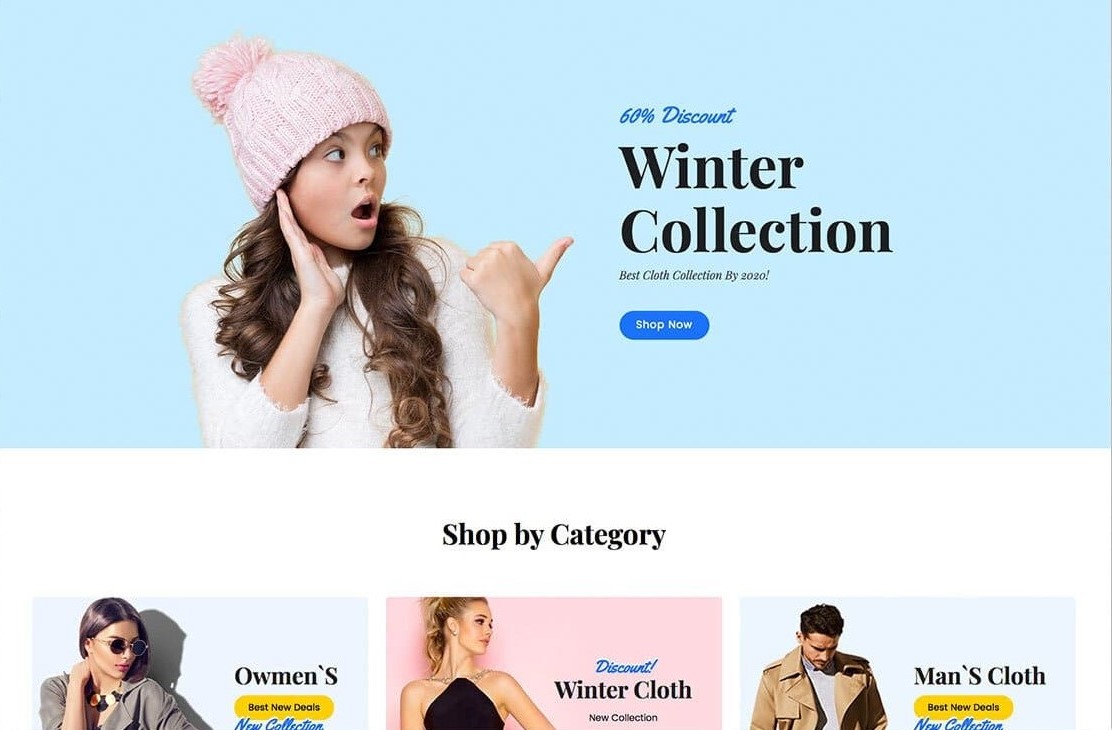 60% Discount
Winter
Collection
Best Cloth Collection By 2020!
Shop Now
Shop by Category
Owmen`S
Best New Deals
New Collection
Discount!
Winter Cloth
New Collection
Man`S Cloth
Best New Deals
New Collection